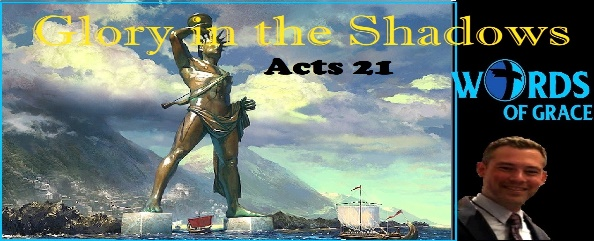 Glory in the Shadows
Acts 21
WORDS
OF GRACE